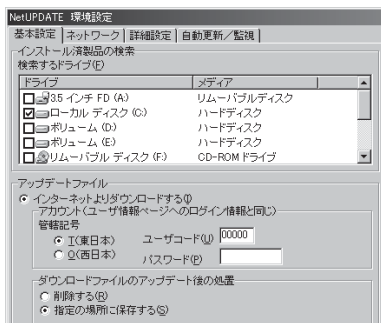 NetUPDATE 環境設定
基本設定 ネットワーク 詳細設定 自動更新／監視
インストール済製品の検索
検索するドライブ(F)
ドライブ メディア
3.5 インチ FD (A:) リムーバブルディスク
ローカル ディスク (C:) ハードディスク
ボリューム (D:) ハードディスク
ボリューム (E:) ハードディスク
リムーバブル ディスク (F:) CD-ROM ドライブ
アップデートファイル
インターネットよりダウンロードする(I)
アカウント(ユーザ情報ページへのログイン情報と同じ)
管轄記号
T(東日本) ユーザコード(U) 00000
O(西日本) パスワード(P)
ダウンロードファイルのアップデート後の処置
削除する(R)
指定の場所に保存する(S)